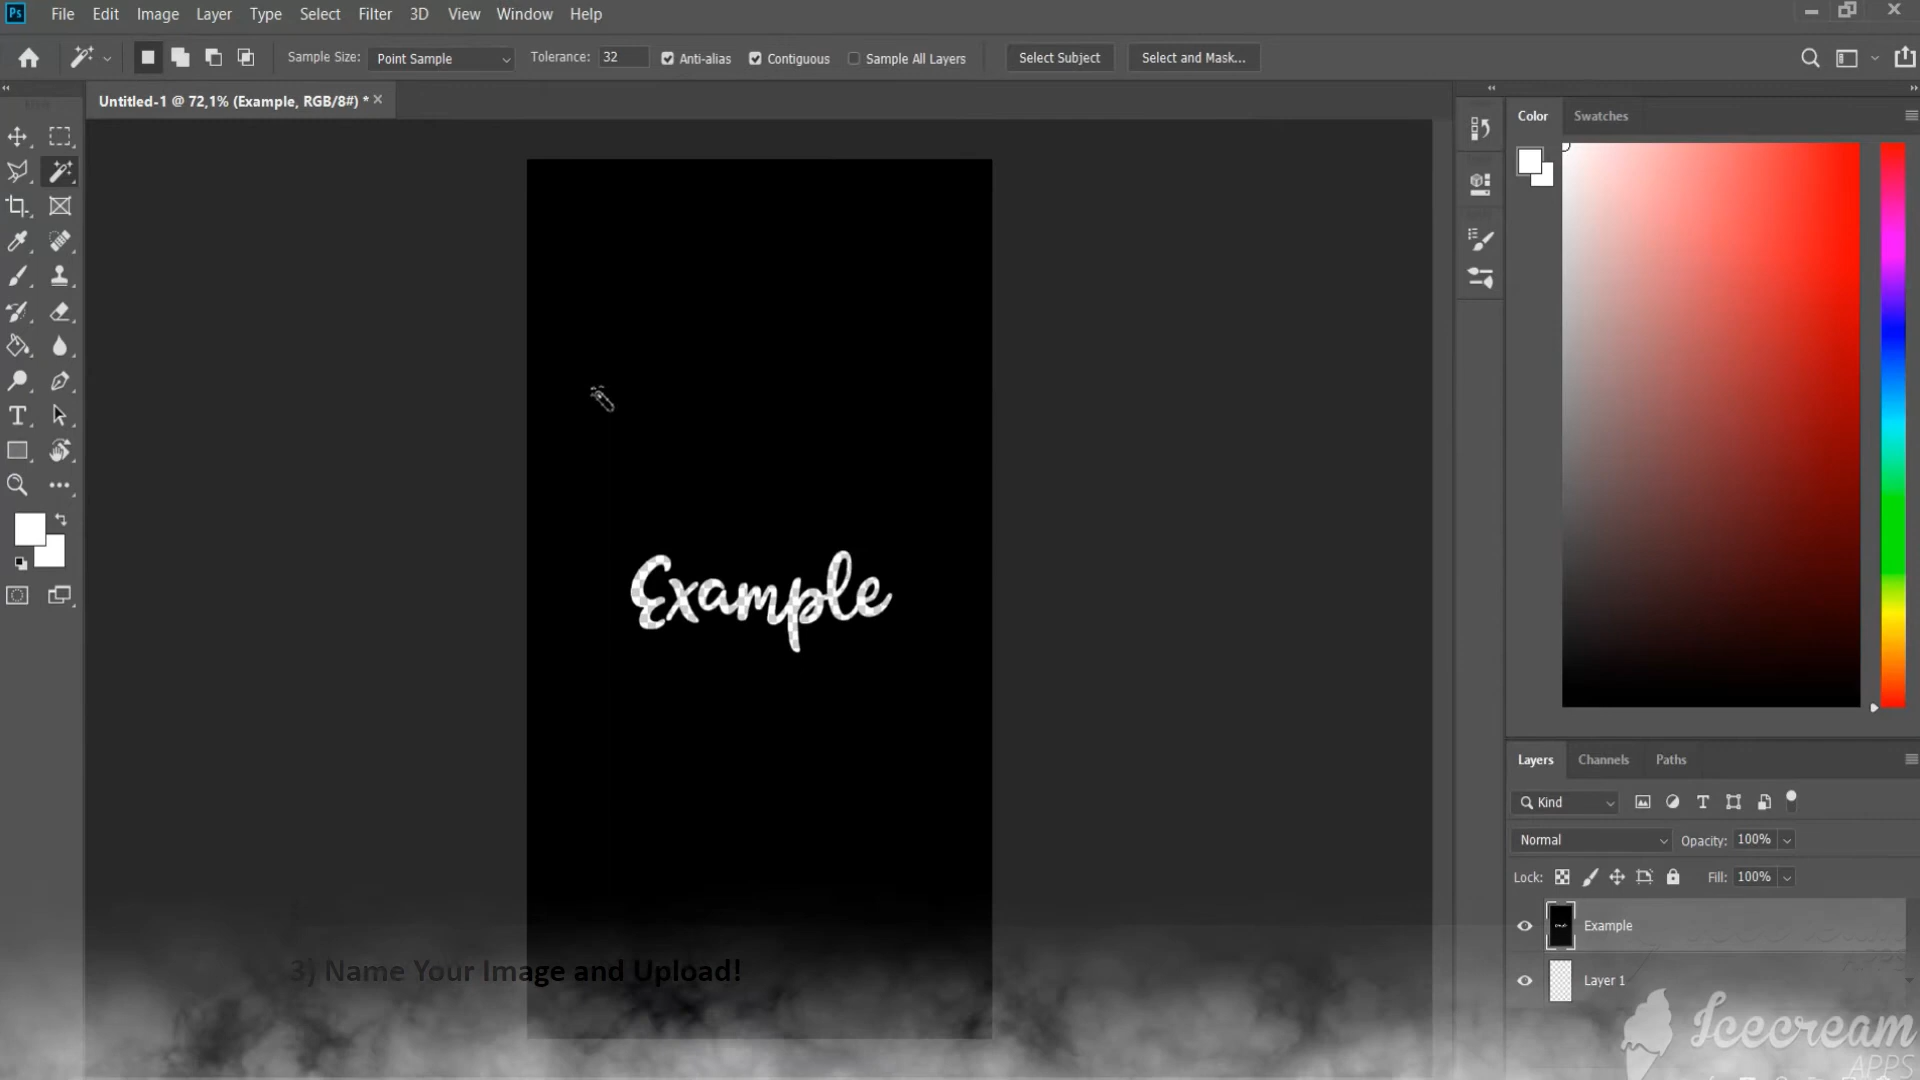 Ps File Edit Image Layer Type Select Filter 3D View Window Help
Sample Size: Point Sample Tolerance: 32 Anti-alias Contiguous Sample All Layers Select Subject Select and Mask...
Untitled-1 @ 72,1% (Example, RGB/8#) *
Color Swatches
Example
Layers Channels Paths
Kind
Normal Opacity: 100%
Lock: Fill: 100%
Example
Layer 1
3) Name Your Image and Upload!
Icecream
APPS